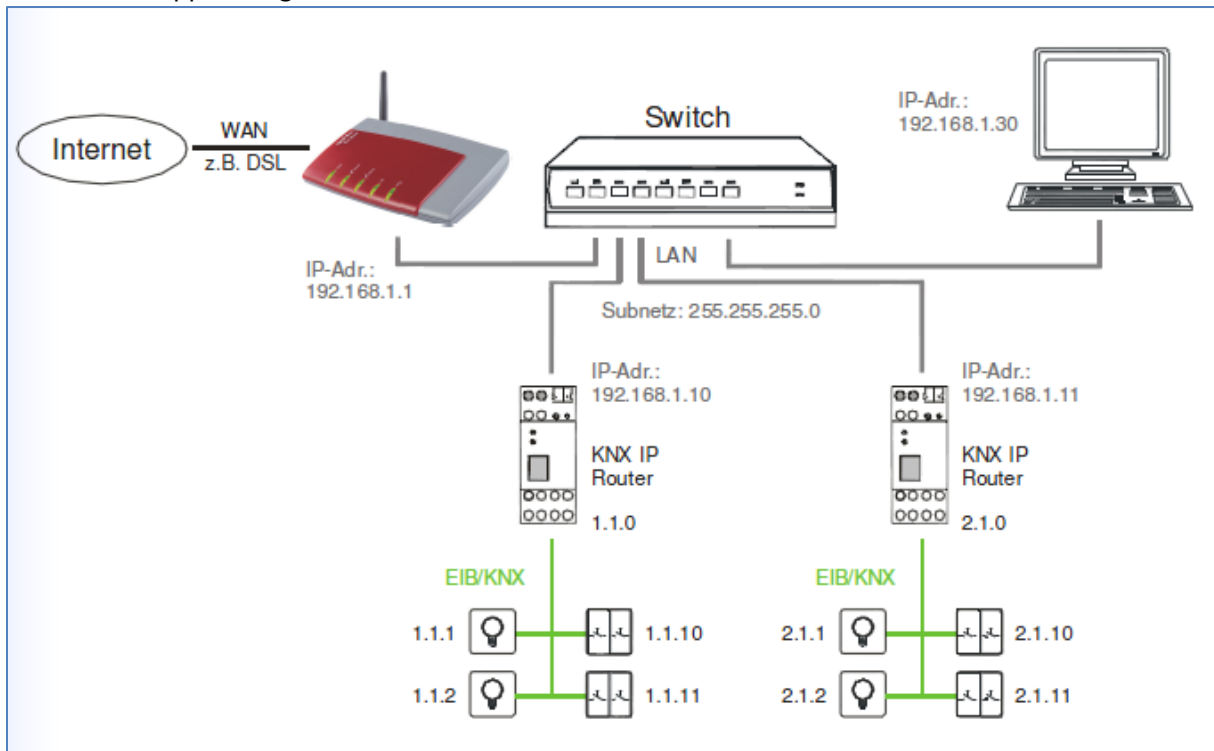 Internet
WAN
z.B. DSL
Switch
IP-Adr.:
192.168.1.30
IP-Adr.:
192.168.1.1
LAN
Subnetz: 255.255.255.0
IP-Adr.:
192.168.1.10
KNX IP
Router
1.1.0
IP-Adr.:
192.168.1.11
KNX IP
Router
2.1.0
EIB/KNX
1.1.1
1.1.10
1.1.2
1.1.11
EIB/KNX
2.1.1
2.1.10
2.1.2
2.1.11